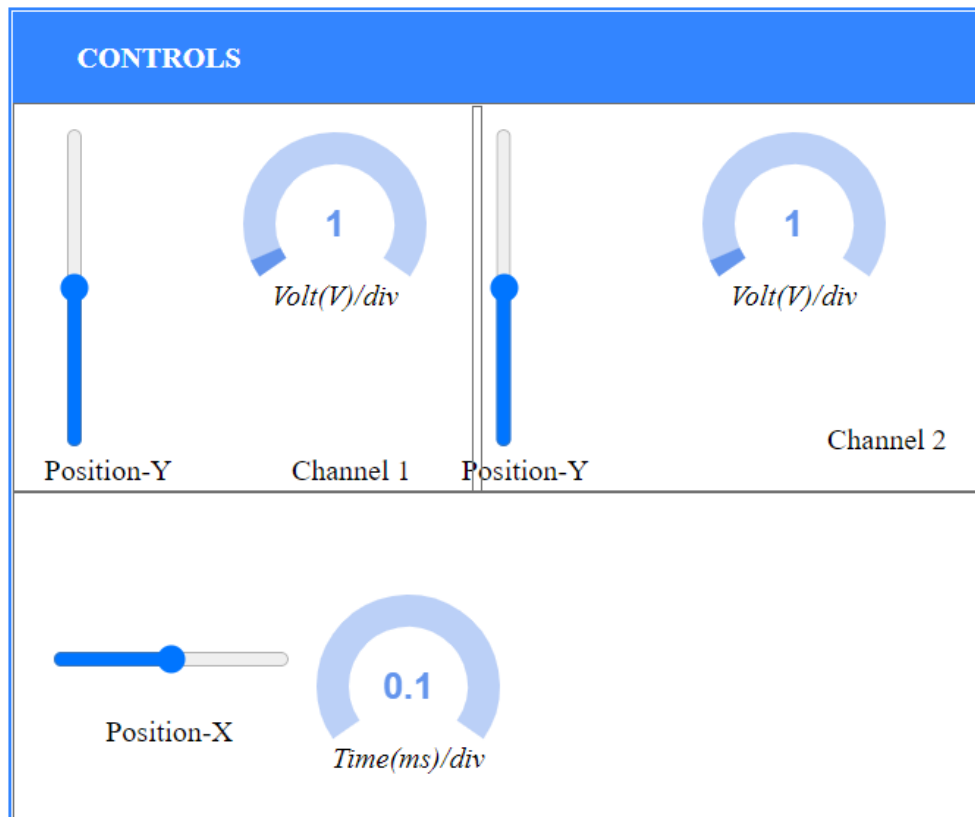 CONTROLS
1
Volt(V)/div
Position-Y
Channel 1
1
Volt(V)/div
Position-Y
Channel 2
0.1
Position-X
Time(ms)/div